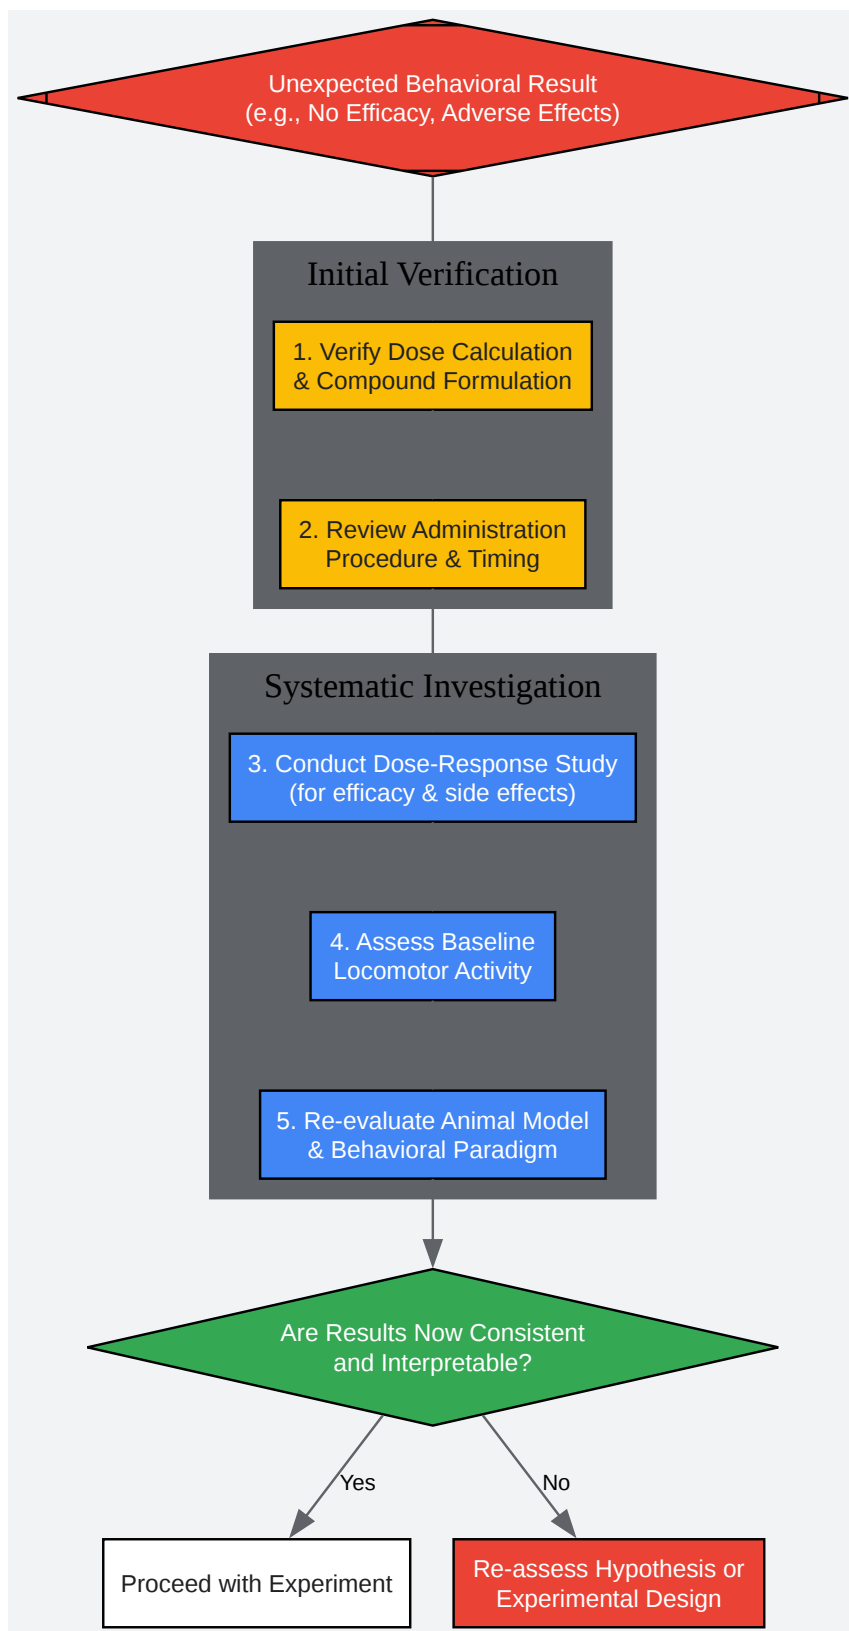 Unexpected Behavioral Result
(e.g., No Efficacy, Adverse Effects)
Initial Verification
1. Verify Dose Calculation
& Compound Formulation
2. Review Administration
Procedure & Timing
Systematic Investigation
3. Conduct Dose-Response Study
(for efficacy & side effects)
4. Assess Baseline
Locomotor Activity
5. Re-evaluate Animal Model
& Behavioral Paradigm
Are Results Now Consistent
and Interpretable?
Yes
No
Proceed with Experiment
Re-assess Hypothesis or
Experimental Design